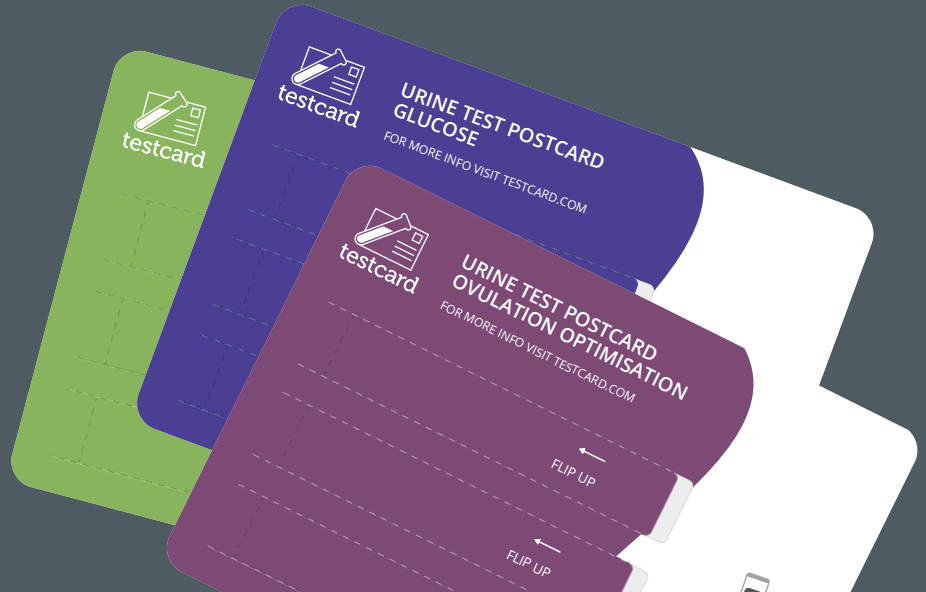 testcard
testcard
URINE TEST POSTCARD
GLUCOSE
FOR MORE INFO VISIT TESTCARD.COM
testcard
URINE TEST POSTCARD
OVULATION OPTIMISATION
FOR MORE INFO VISIT TESTCARD.COM
FLIP UP
FLIP UP